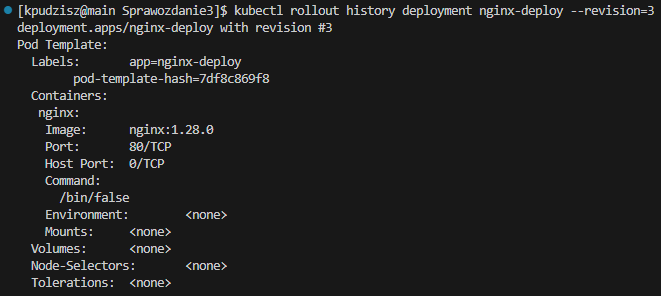 [kpudzisz@main Sprawozdanie3]$ kubectl rollout history deployment nginx-deploy --revision=3
deployment.apps/nginx-deploy with revision #3
Pod Template:
  Labels:       app=nginx-deploy
        pod-template-hash=7df8c869f8
  Containers:
   nginx:
    Image:      nginx:1.28.0
    Port:       80/TCP
    Host Port:  0/TCP
    Command:
      /bin/false
    Environment:        <none>
    Mounts:     <none>
  Volumes:      <none>
  Node-Selectors:       <none>
  Tolerations:  <none>